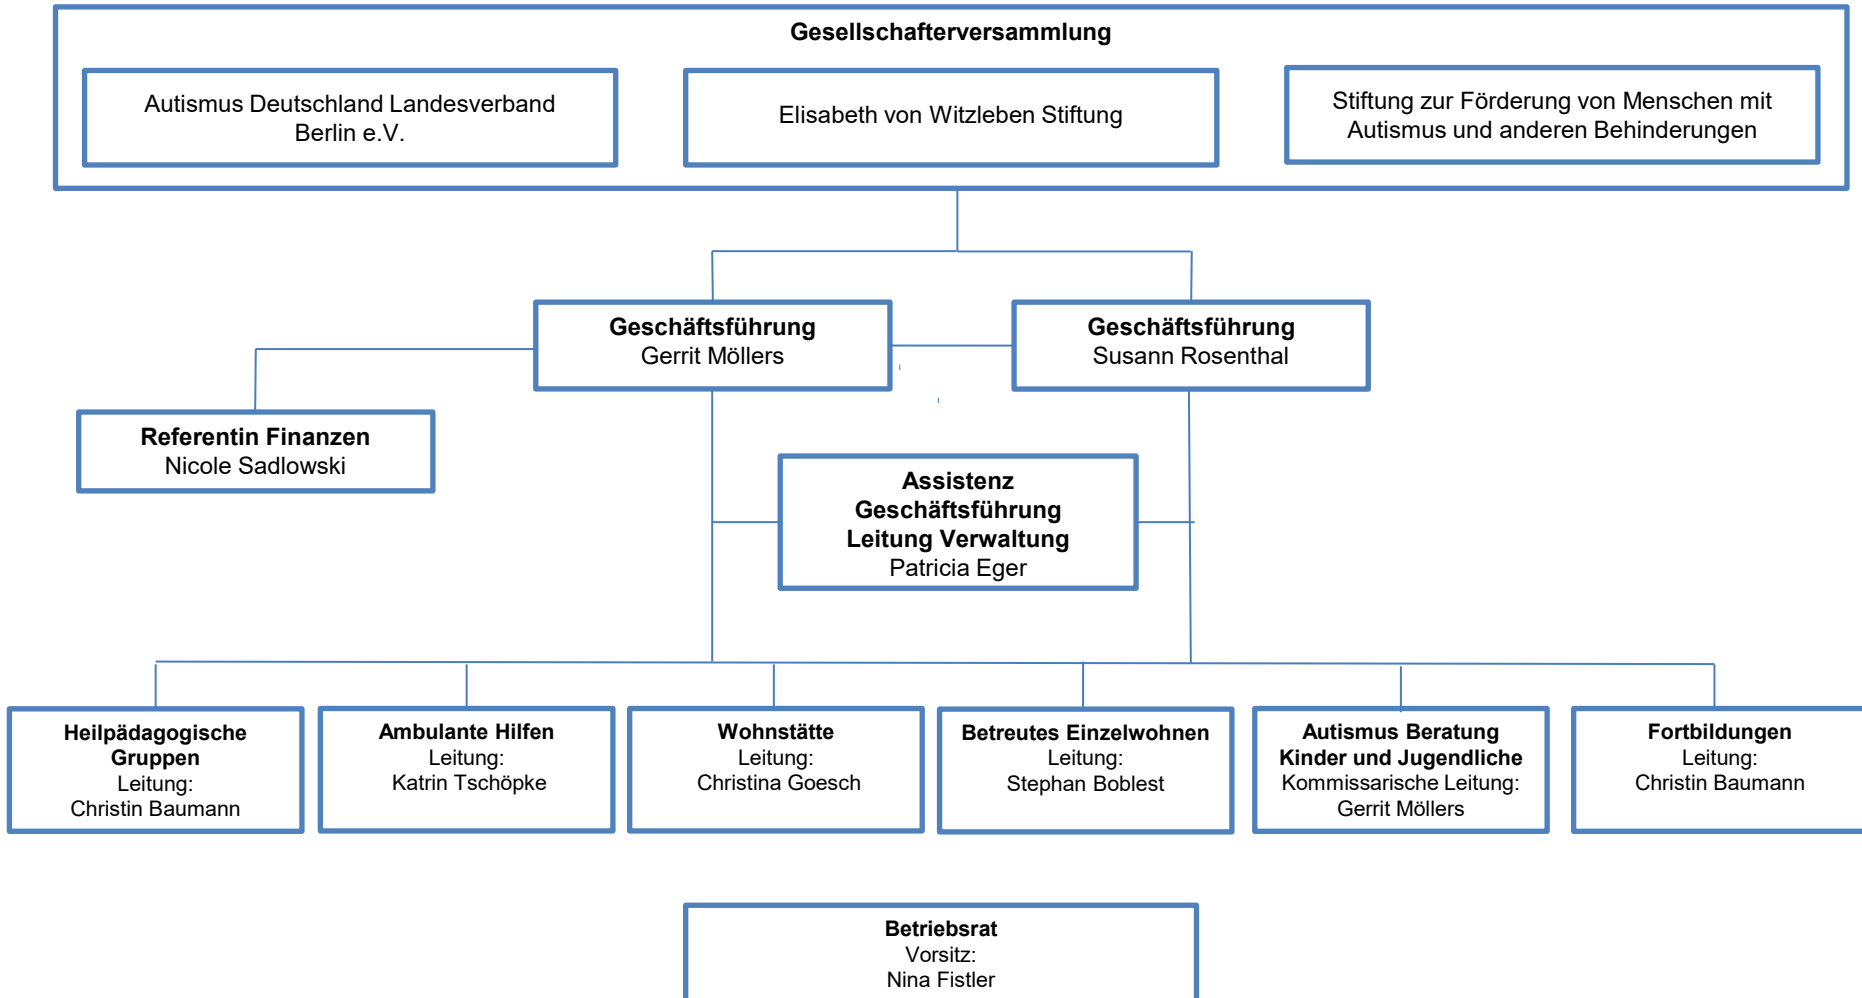 Gesellschafterversammlung
Autismus Deutschland Landesverband
Berlin e.V.
Elisabeth von Witzleben Stiftung
Stiftung zur Förderung von Menschen mit
Autismus und anderen Behinderungen
Geschäftsführung
Gerrit Möllers
Geschäftsführung
Susann Rosenthal
Referentin Finanzen
Nicole Sadlowski
Assistenz
Geschäftsführung
Leitung Verwaltung
Patricia Eger
Heilpädagogische
Gruppen
Leitung:
Christin Baumann
Ambulante Hilfen
Leitung:
Katrin Tschöpke
Wohnstätte
Leitung:
Christina Goesch
Betreutes Einzelwohnen
Leitung:
Stephan Boblest
Autismus Beratung
Kinder und Jugendliche
Kommissarische Leitung:
Gerrit Möllers
Fortbildungen
Leitung:
Christin Baumann
Betriebsrat
Vorsitz:
Nina Fistler